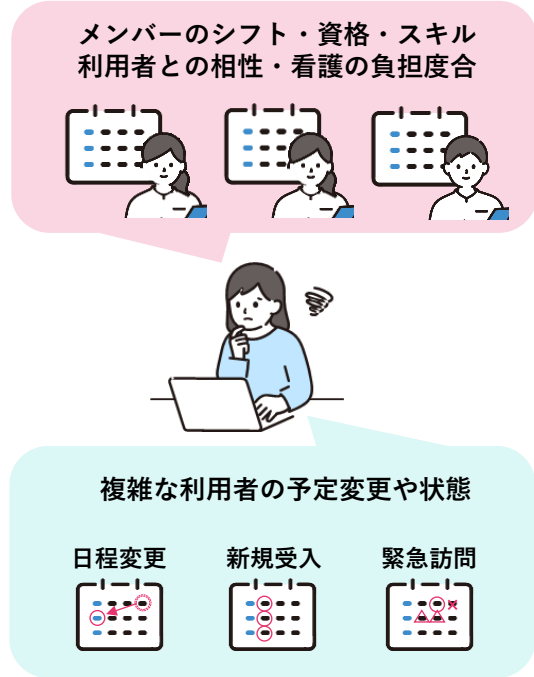 メンバーのシフト・資格・スキル
利用者との相性・看護の負担度合
複雑な利用者の予定変更や状態
日程変更
新規受入
緊急訪問